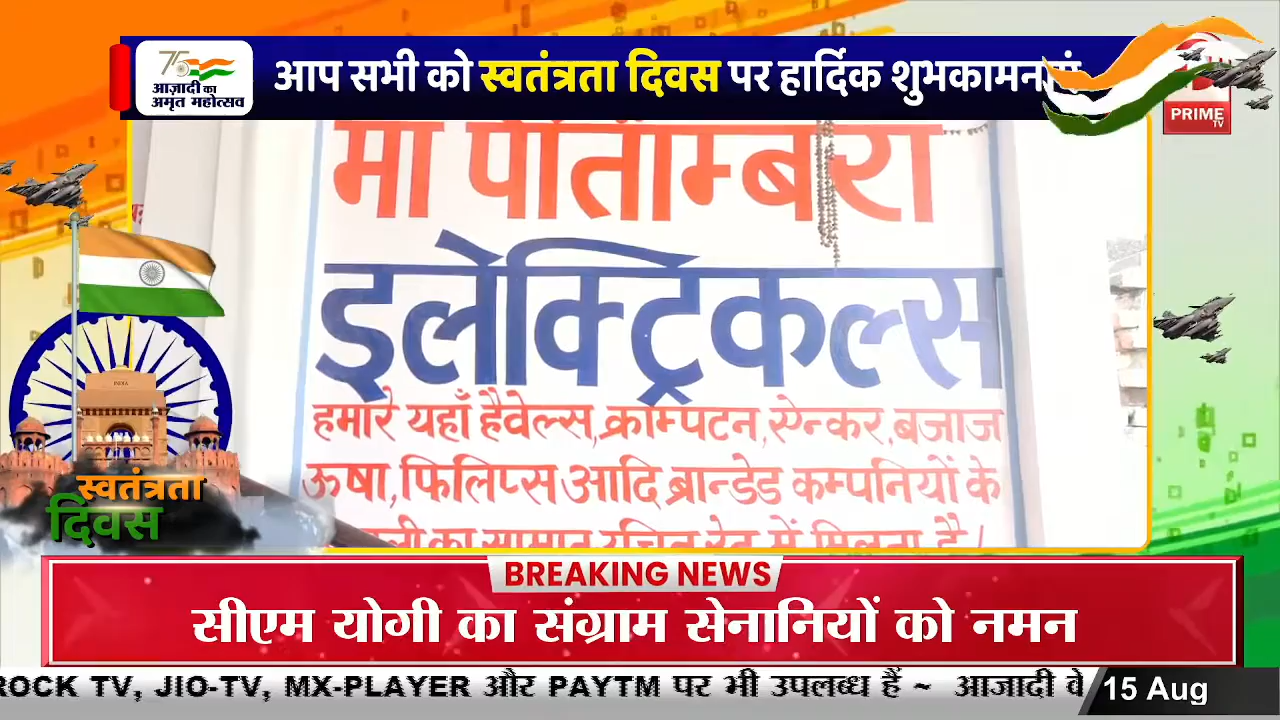 75
आज़ादी का
अमृत महोत्सव
आप सभी को स्वतंत्रता दिवस पर हार्दिक
PRIME
TV
मा पीताम्बरा
इलेक्ट्रिकल्स
हमारे यहाँ हैवेल्स,क्राम्पटन,ऐन्कर,बजाज
ऊषा,फिलिप्स आदि ब्रान्डेड कम्पनियों के
का सामान उचित रेट में मिलता है।
INDIA
स्वतंत्रता
दिवस
BREAKING NEWS
सीएम योगी का संग्राम सेनानियों को नमन
ROCK TV, JIO-TV, MX-PLAYER और PAYTM पर भी उपलब्ध हैं ~ आजादी
15 Aug